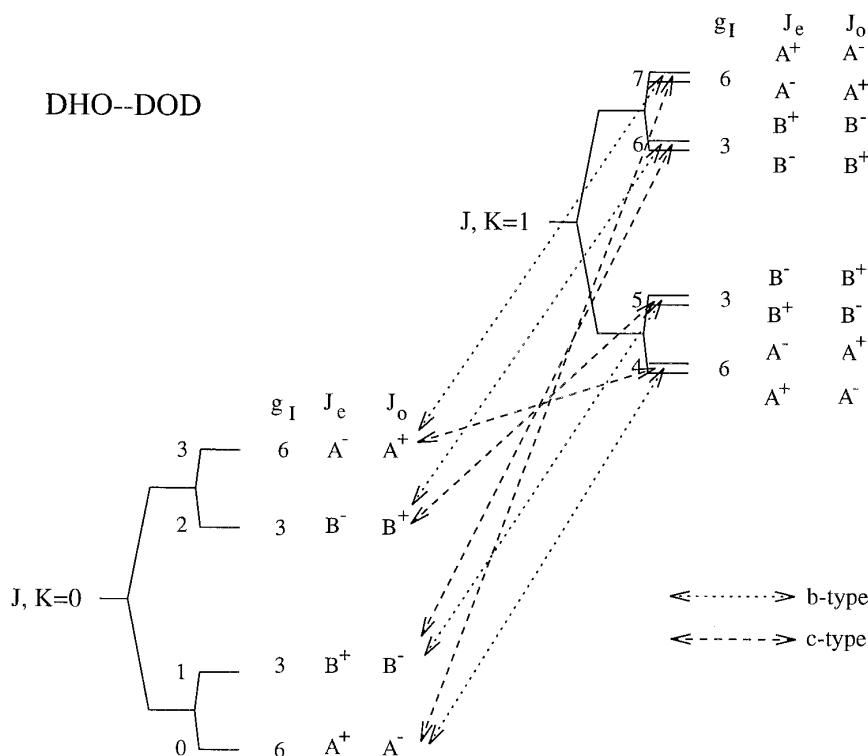 g_I J_e J_o
A⁺ A⁻
7 6
A⁻ A⁺
DHO--DOD
B⁺ B⁻
6 3
B⁻ B⁺
J, K=1
B⁻ B⁺
5 3
B⁺ B⁻
A⁻ A⁺
4 6
A⁺ A⁻
g_I J_e J_o
3 6 A⁻ A⁺
2 3 B⁻ B⁺
J, K=0
b-type
c-type
1 3 B⁺ B⁻
0 6 A⁺ A⁻